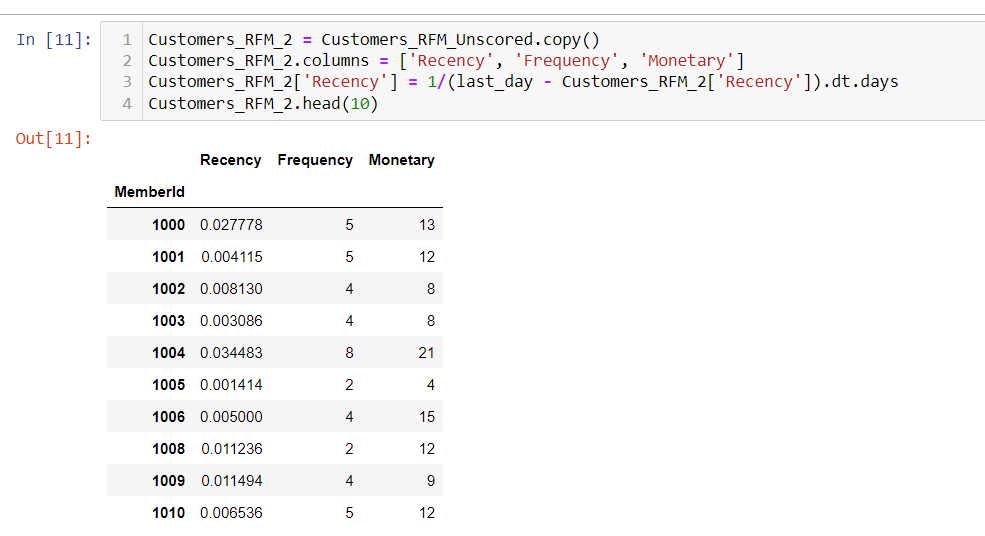 In [11]:
1 Customers_RFM_2 = Customers_RFM_Unscored.copy()
2 Customers_RFM_2.columns = ['Recency', 'Frequency', 'Monetary']
3 Customers_RFM_2['Recency'] = 1/(last_day - Customers_RFM_2['Recency']).dt.days
4 Customers_RFM_2.head(10)
Out[11]:
Recency Frequency Monetary
MemberId
1000 0.027778 5 13
1001 0.004115 5 12
1002 0.008130 4 8
1003 0.003086 4 8
1004 0.034483 8 21
1005 0.001414 2 4
1006 0.005000 4 15
1008 0.011236 2 12
1009 0.011494 4 9
1010 0.006536 5 12